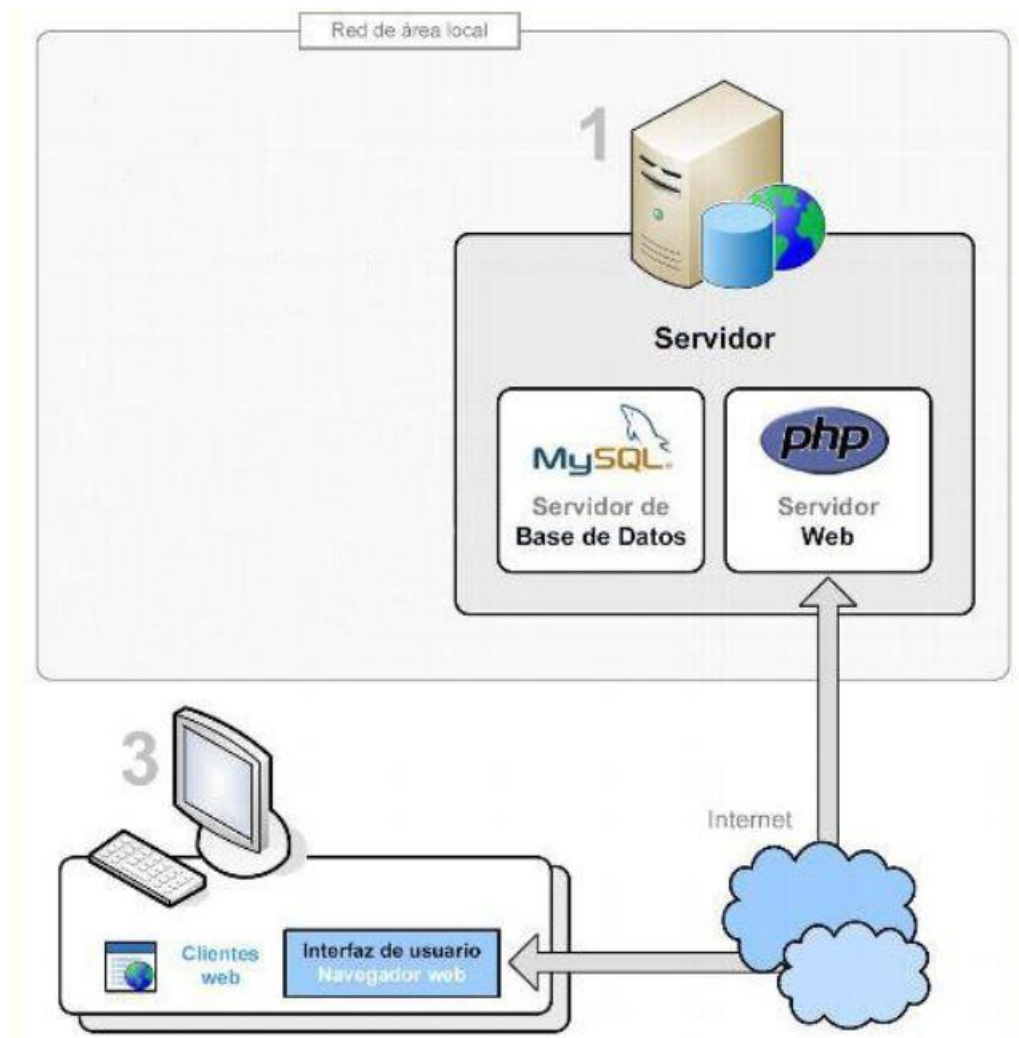 Red de área local
1
Servidor
MySQL®
Servidor de
Base de Datos
php
Servidor
Web
3
Internet
Clientes
web
Interfaz de usuario
Navegador web